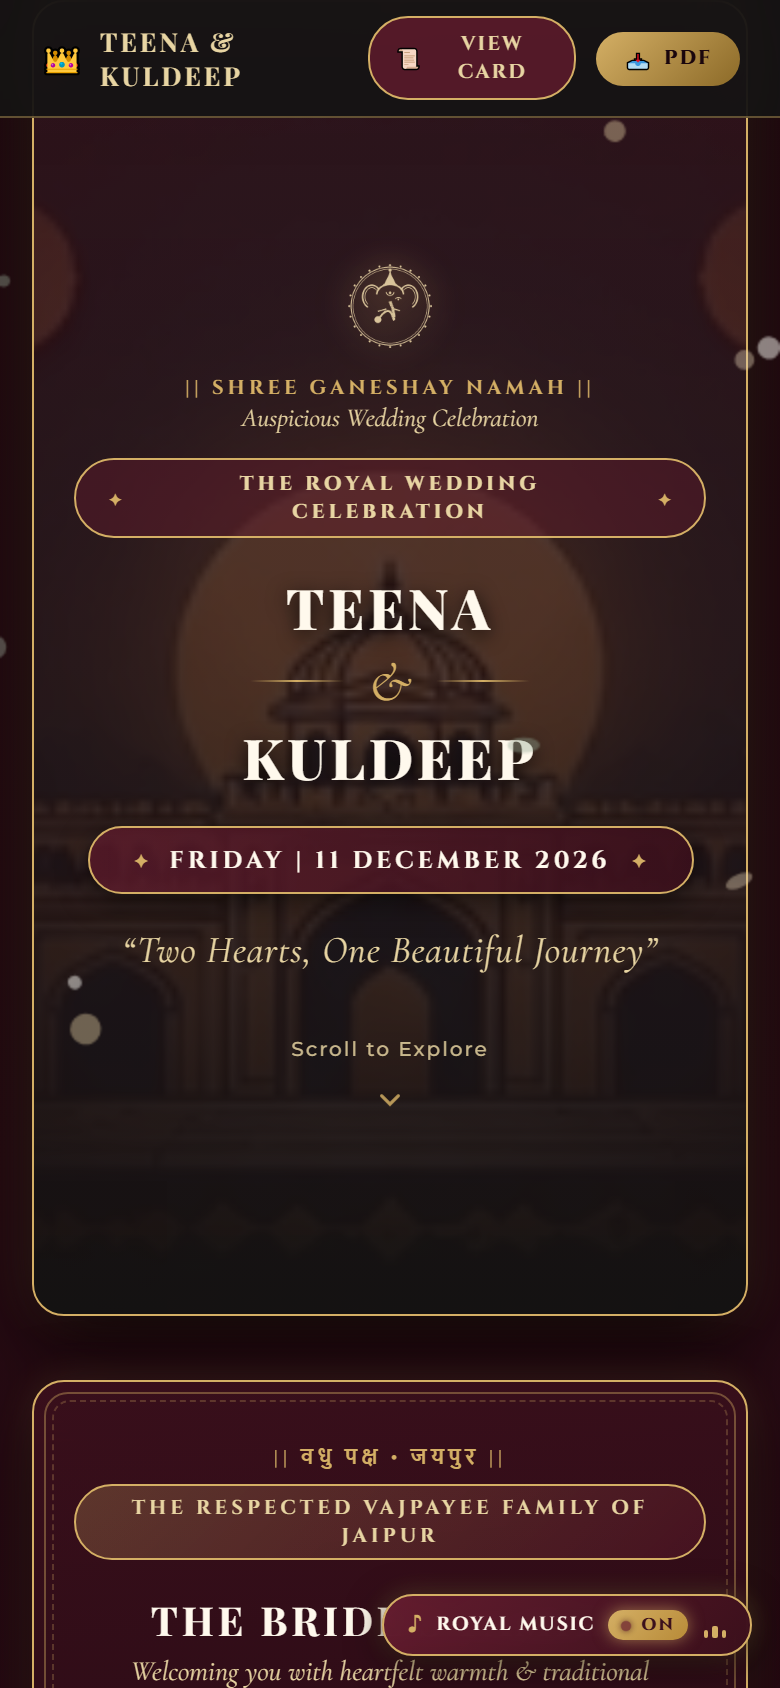 TEENA &
KULDEEP
VIEW
CARD
PDF
|| SHREE GANESHAY NAMAH ||
Auspicious Wedding Celebration
THE ROYAL WEDDING
CELEBRATION
TEENA
&
KULDEEP
FRIDAY | 11 DECEMBER 2026
“Two Hearts, One Beautiful Journey”
Scroll to Explore
|| वधु पक्ष • जयपुर ||
THE RESPECTED VAJPAYEE FAMILY OF
JAIPUR
THE
ROYAL MUSIC ON
Welcoming you with heartfelt warmth & traditional